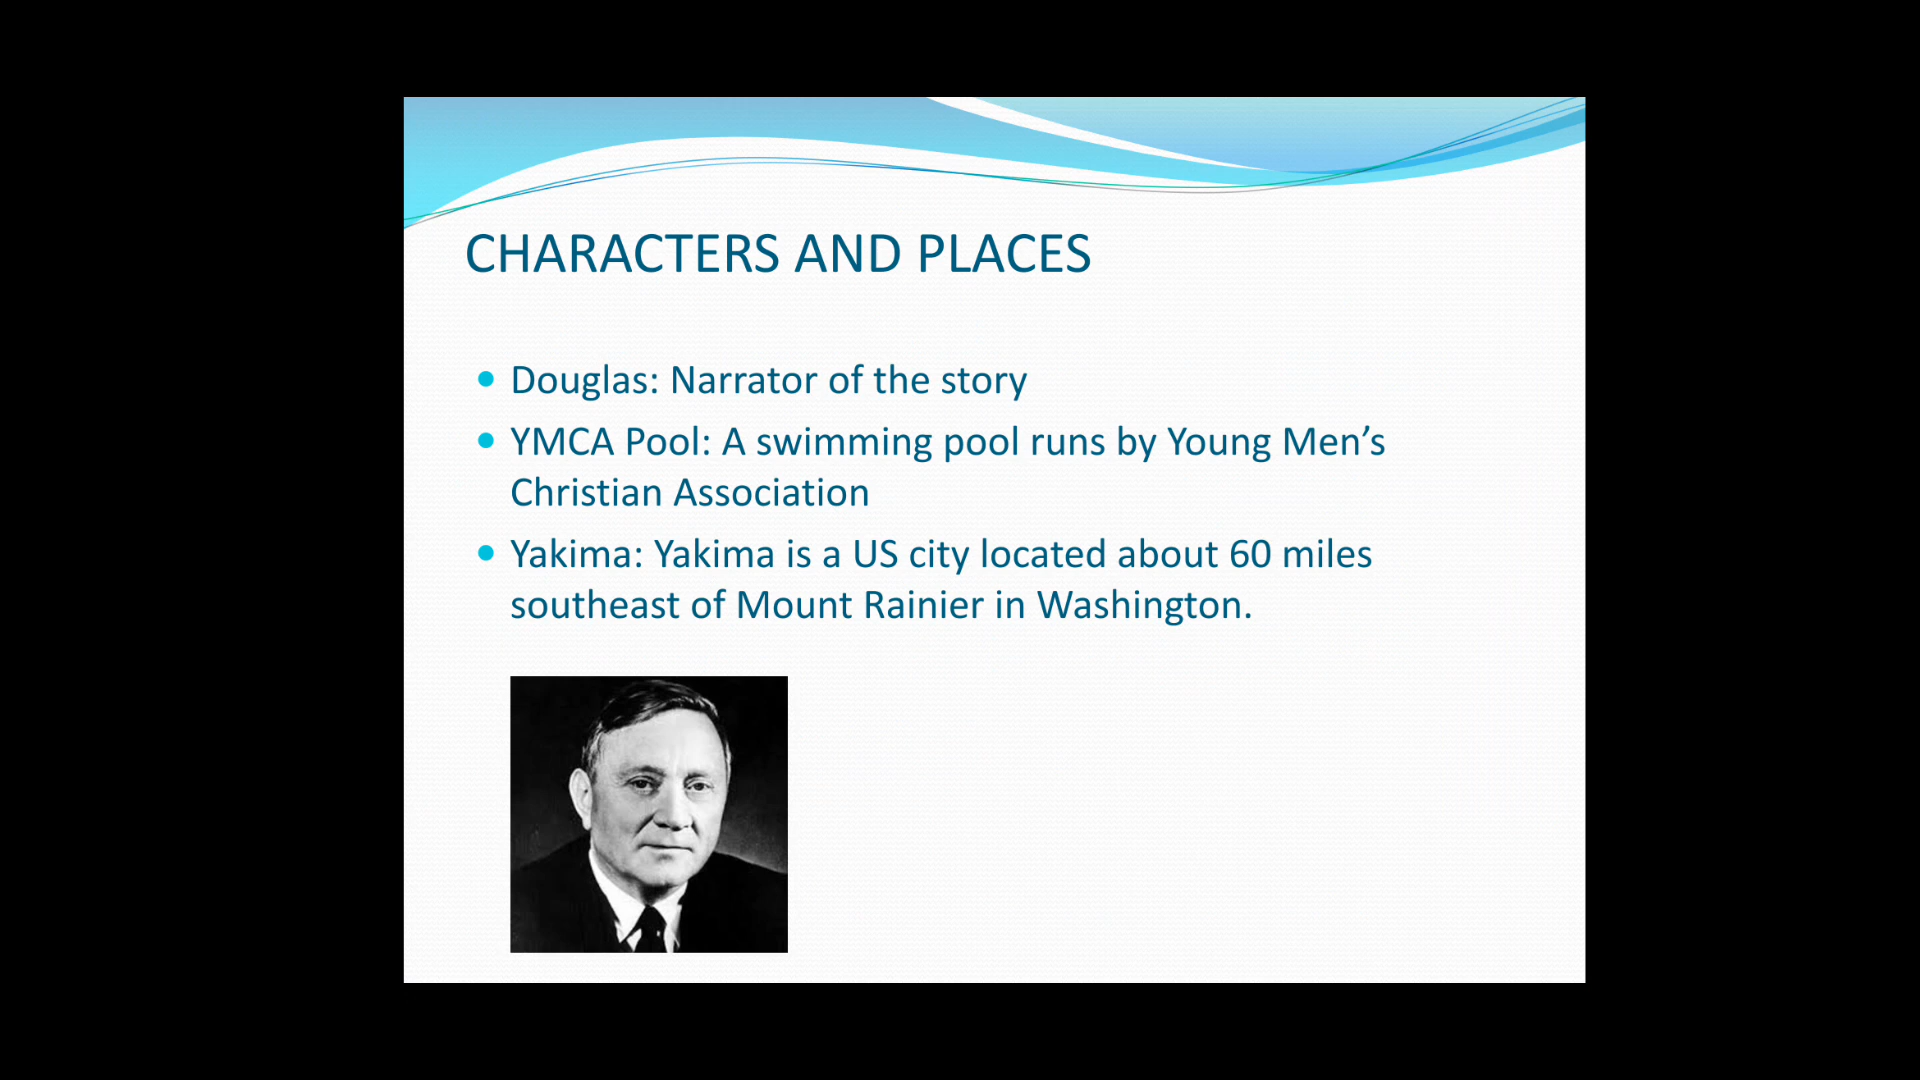 CHARACTERS AND PLACES
Douglas: Narrator of the story
YMCA Pool: A swimming pool runs by Young Men’s
Christian Association
Yakima: Yakima is a US city located about 60 miles
southeast of Mount Rainier in Washington.